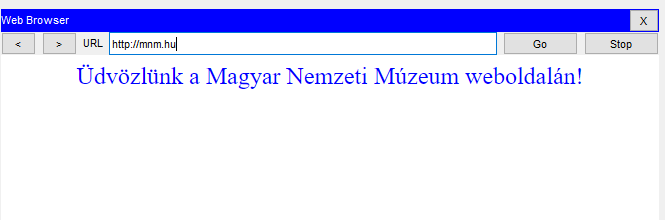 Web Browser X
< > URL http://mnm.hu Go Stop
Üdvözlünk a Magyar Nemzeti Múzeum weboldalán!